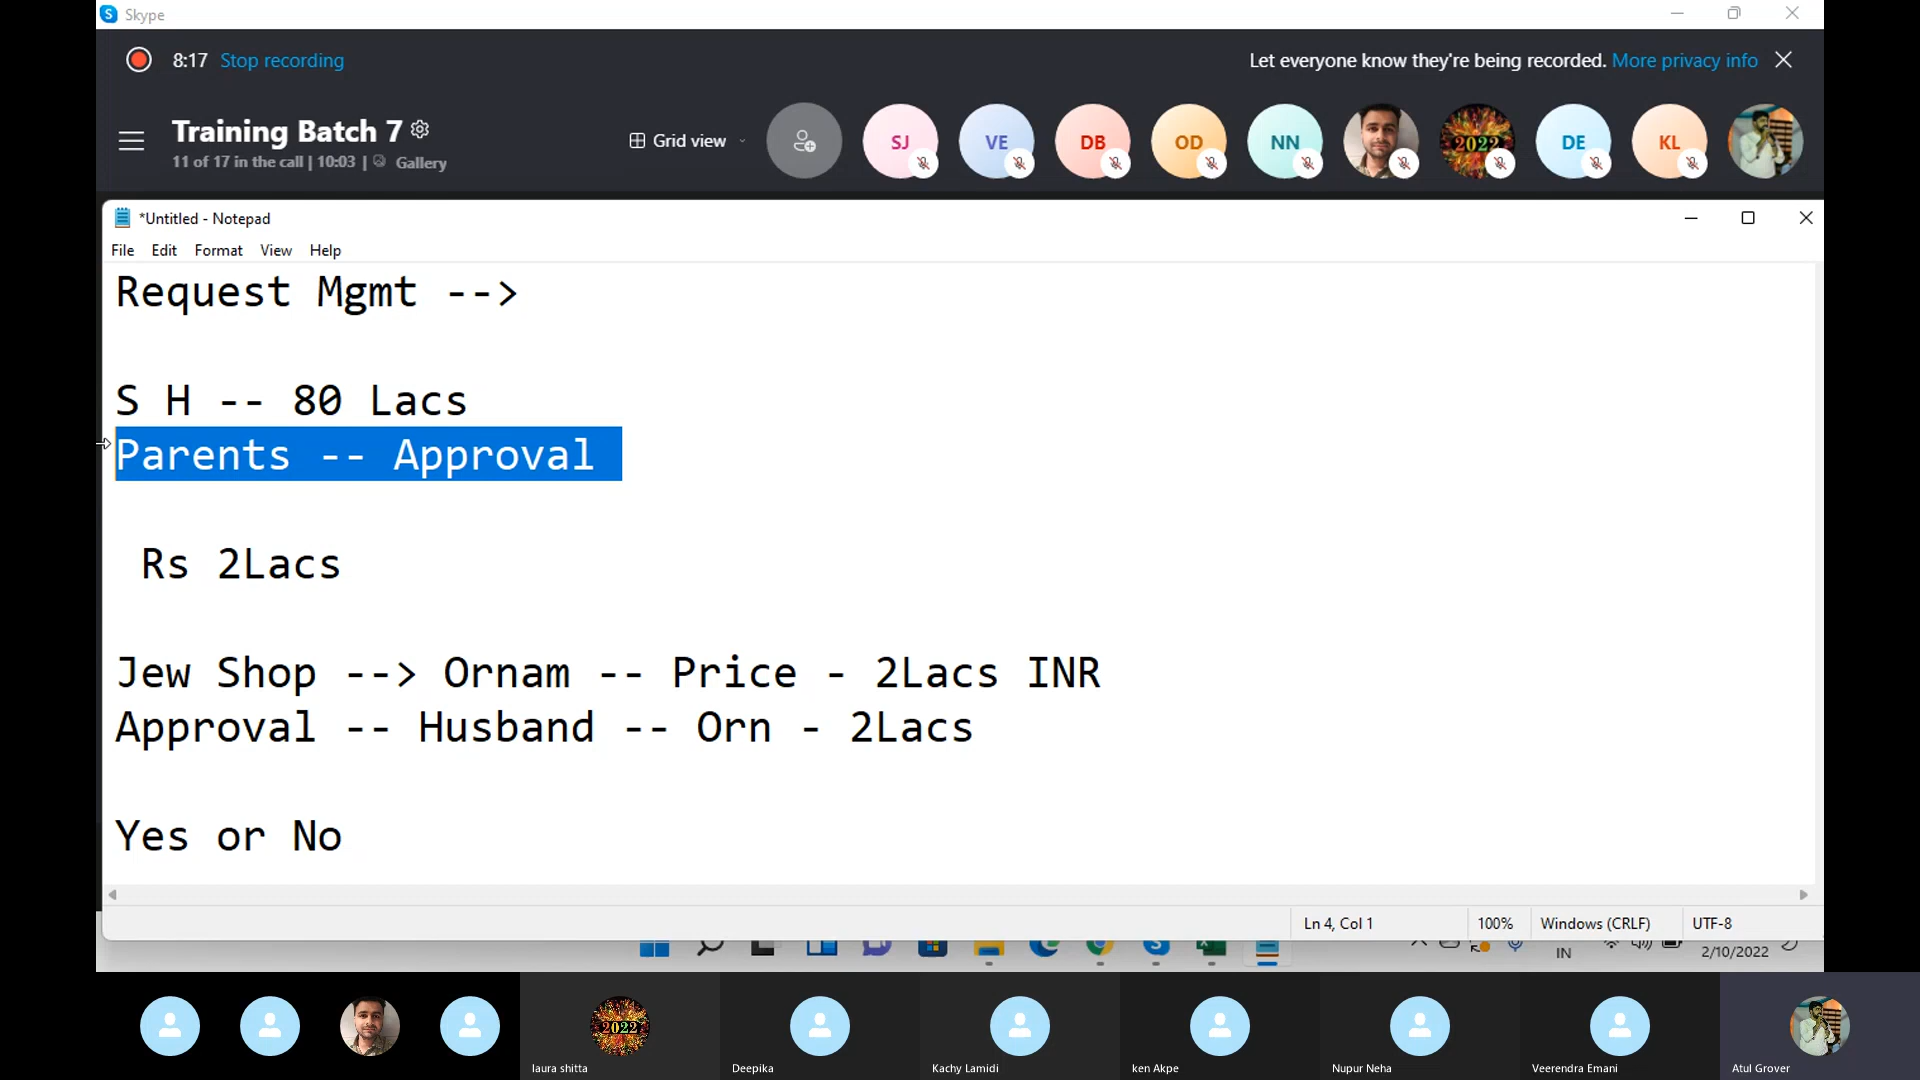 Skype
8:17 Stop recording
Let everyone know they're being recorded. More privacy info
Training Batch 7
11 of 17 in the call | 10:03 | Gallery
Grid view
SJ
VE
DB
OD
NN
2022
DE
KL
*Untitled - Notepad
File Edit Format View Help
Request Mgmt -->
S H -- 80 Lacs
Parents -- Approval
Rs 2Lacs
Jew Shop --> Ornam -- Price - 2Lacs INR
Approval -- Husband -- Orn - 2Lacs
Yes or No
Ln 4, Col 1
100%
Windows (CRLF)
UTF-8
IN
2/10/2022
2022
laura shitta
Deepika
Kachy Lamidi
ken Akpe
Nupur Neha
Veerendra Emani
Atul Grover